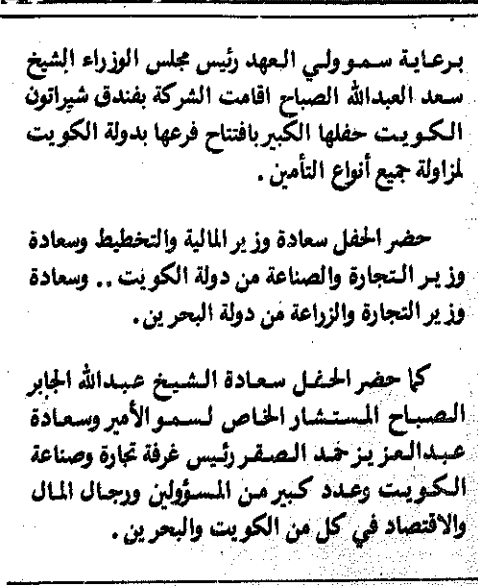 برعاية سمو ولي العهد رئيس مجلس الوزراء الشيخ
سعد العبدالله الصباح اقامت الشركة بفندق شيراتون
الكويت حفلها الكبير بافتتاح فرعها بدولة الكويت
لمزاولة جميع أنواع التأمين .
حضر الحفل سعادة وزير المالية والتخطيط وسعادة
وزير التجارة والصناعة من دولة الكويت .. وسعادة
وزير التجارة والزراعة من دولة البحرين .
كما حضر الحفل سعادة الشيخ عبدالله الجابر
الصباح المستشار الخاص لسمو الأمير وسعادة
عبدالعزيز حمد الصقر رئيس غرفة تجارة وصناعة
الكويت وعدد كبير من المسؤولين ورجال المال
والاقتصاد في كل من الكويت والبحرين .